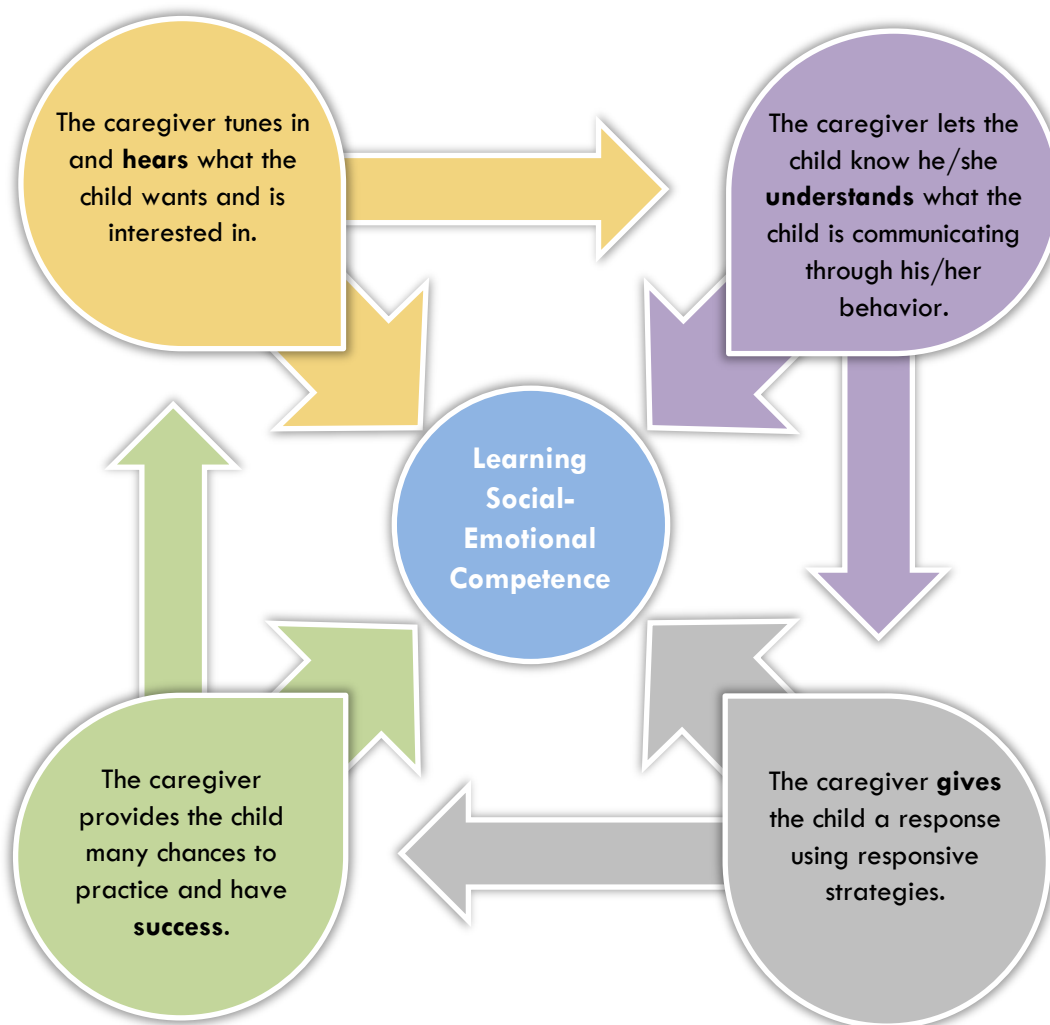 The caregiver tunes in
and hears what the
child wants and is
interested in.
The caregiver lets the
child know he/she
understands what the
child is communicating
through his/her
behavior.
Learning
Social-
Emotional
Competence
The caregiver
provides the child
many chances to
practice and have
success.
The caregiver gives
the child a response
using responsive
strategies.